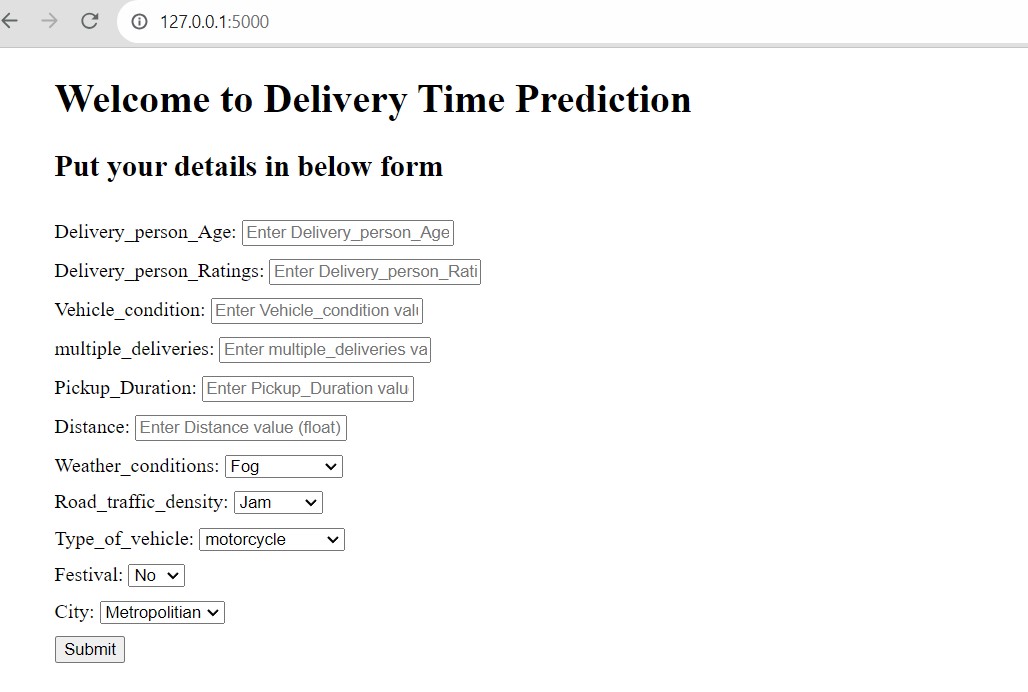 127.0.0.1:5000
Welcome to Delivery Time Prediction
Put your details in below form
Delivery_person_Age: Enter Delivery_person_Age
Delivery_person_Ratings: Enter Delivery_person_Rati
Vehicle_condition: Enter Vehicle_condition valu
multiple_deliveries: Enter multiple_deliveries va
Pickup_Duration: Enter Pickup_Duration valu
Distance: Enter Distance value (float)
Weather_conditions: Fog
Road_traffic_density: Jam
Type_of_vehicle: motorcycle
Festival: No
City: Metropolitian
Submit